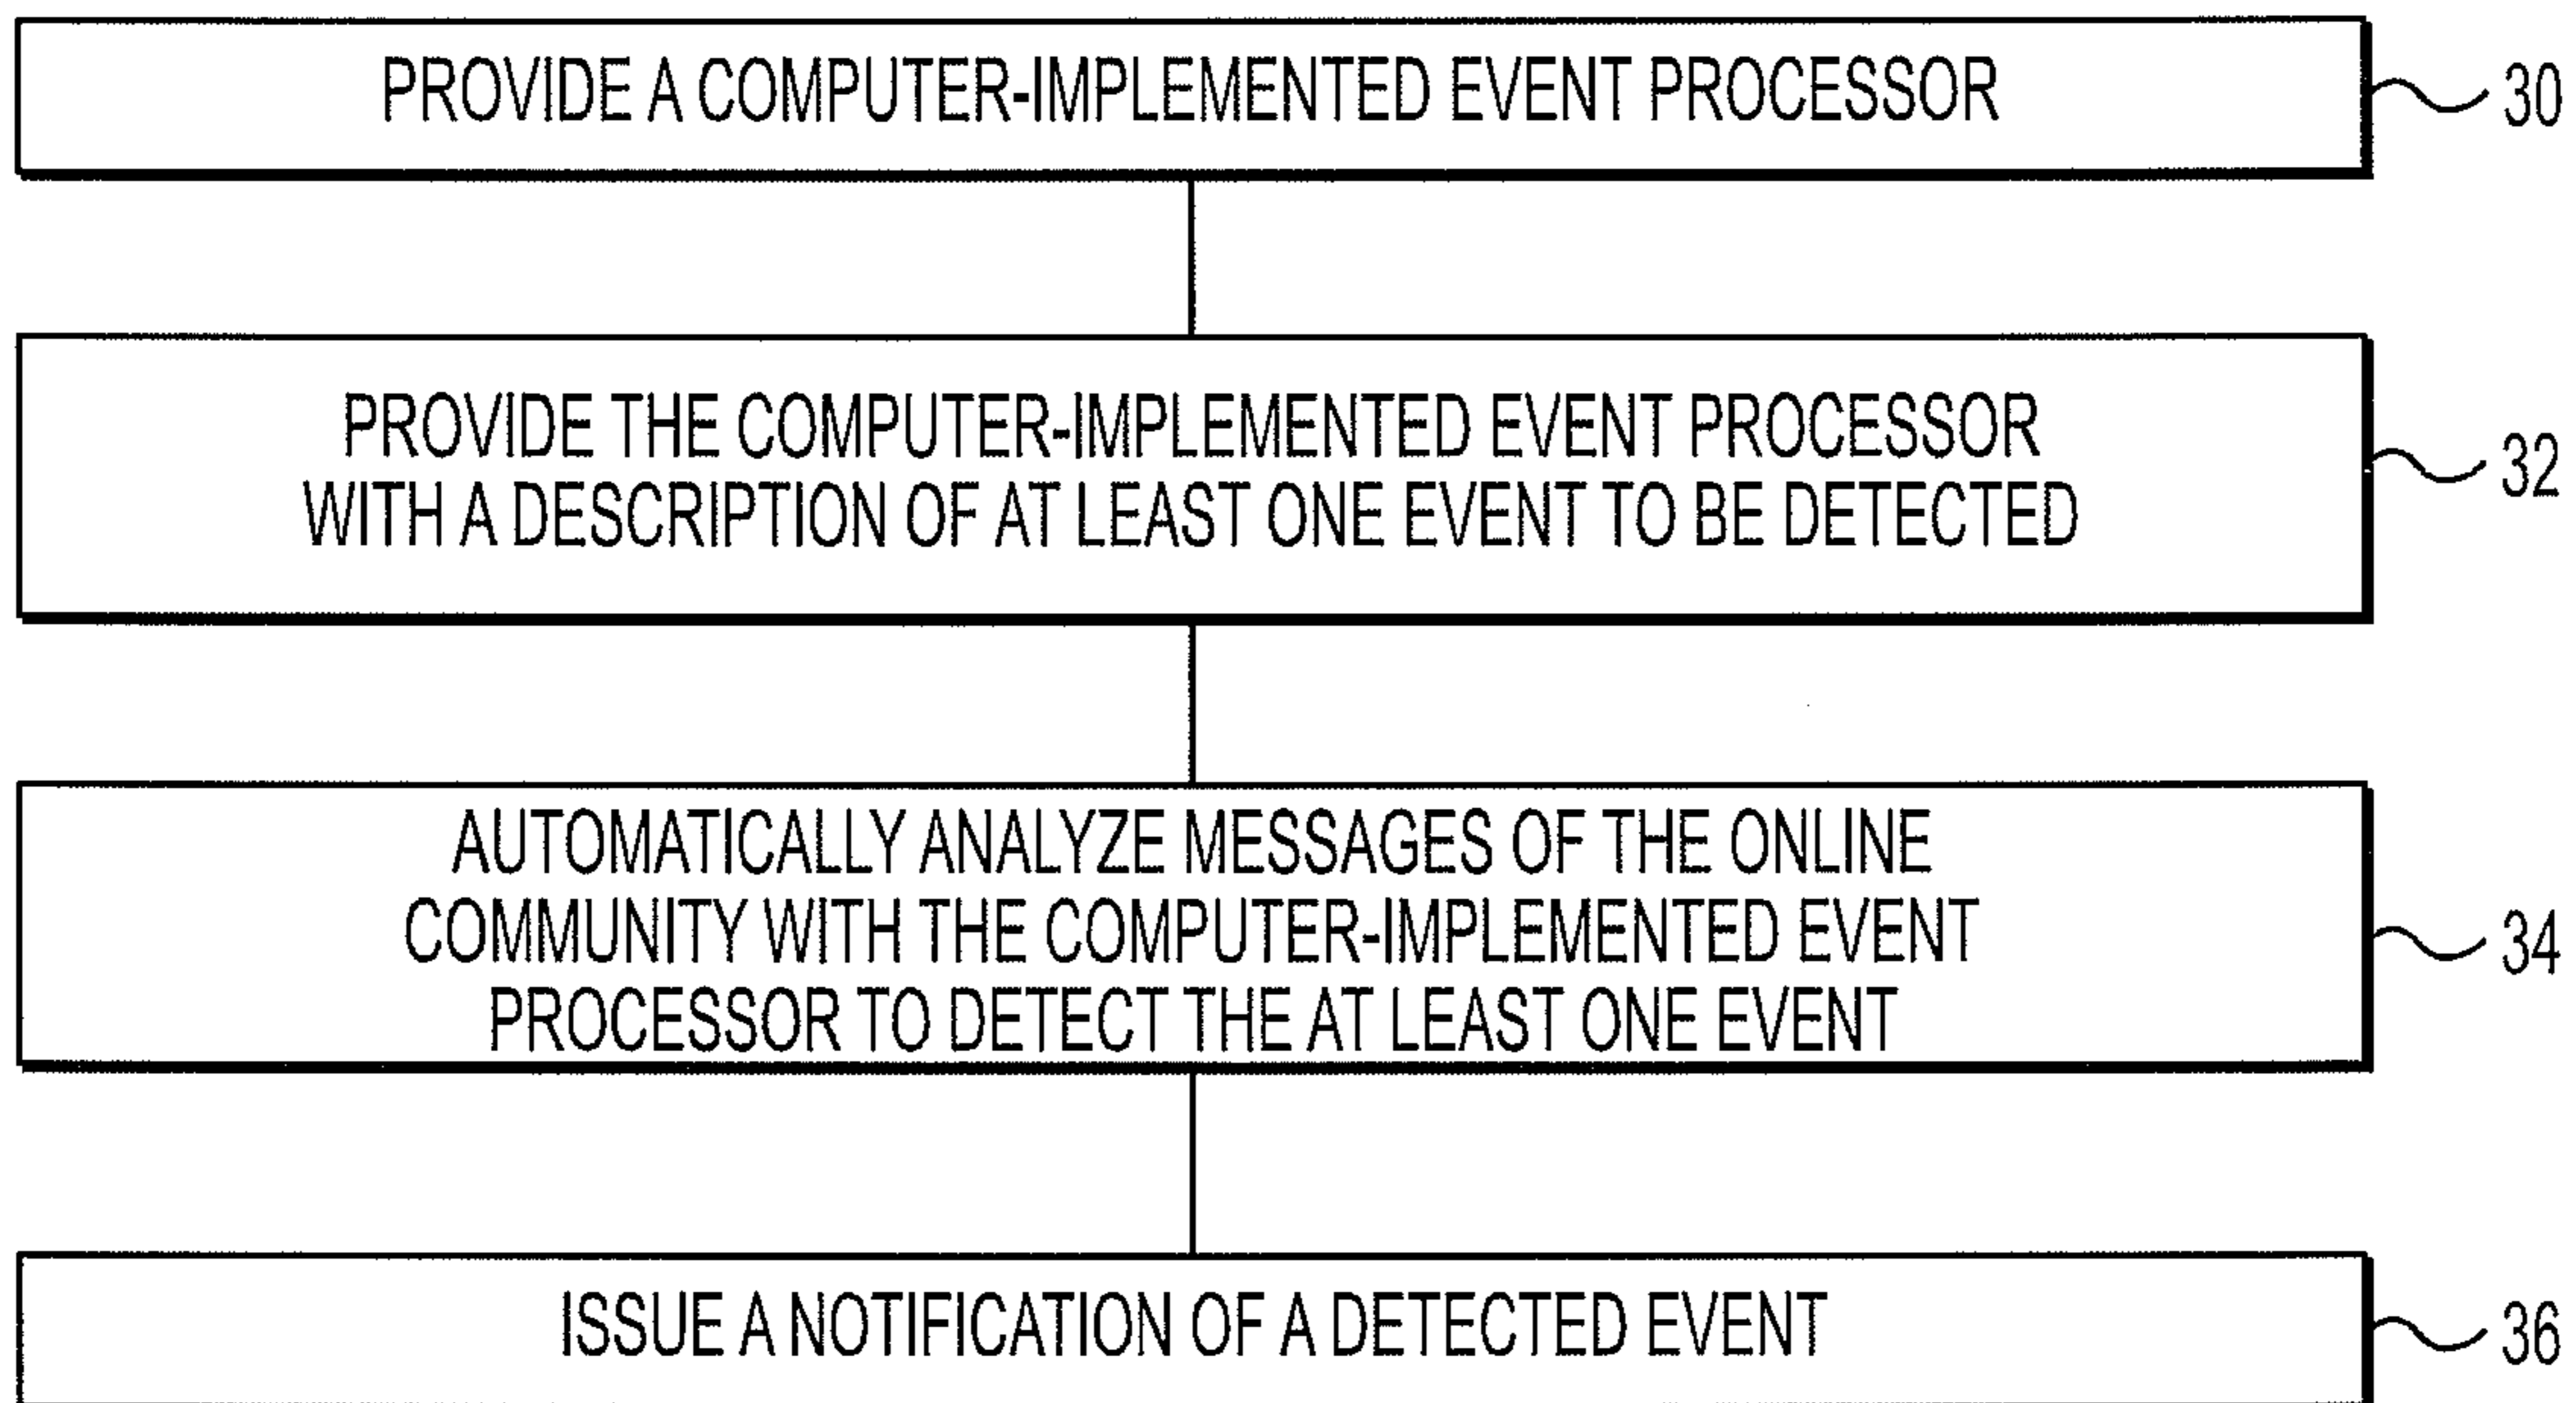 PROVIDE A COMPUTER-IMPLEMENTED EVENT PROCESSOR
30
PROVIDE THE COMPUTER-IMPLEMENTED EVENT PROCESSOR
WITH A DESCRIPTION OF AT LEAST ONE EVENT TO BE DETECTED
32
AUTOMATICALLY ANALYZE MESSAGES OF THE ONLINE
COMMUNITY WITH THE COMPUTER-IMPLEMENTED EVENT
PROCESSOR TO DETECT THE AT LEAST ONE EVENT
34
ISSUE A NOTIFICATION OF A DETECTED EVENT
36